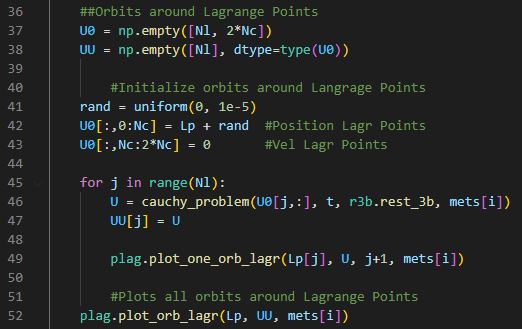 36 ##Orbits around Lagrange Points
37 U0 = np.empty([Nl, 2*Nc])
38 UU = np.empty([Nl], dtype=type(U0))
39
40 #Initialize orbits around Langrage Points
41 rand = uniform(0, 1e-5)
42 U0[:,0:Nc] = Lp + rand  #Position Lagr Points
43 U0[:,Nc:2*Nc] = 0       #Vel Lagr Points
44
45 for j in range(Nl):
46     U = cauchy_problem(U0[j,:], t, r3b.rest_3b, mets[i])
47     UU[j] = U
48
49     plag.plot_one_orb_lagr(Lp[j], U, j+1, mets[i])
50
51     #Plots all orbits around Lagrange Points
52 plag.plot_orb_lagr(Lp, UU, mets[i])